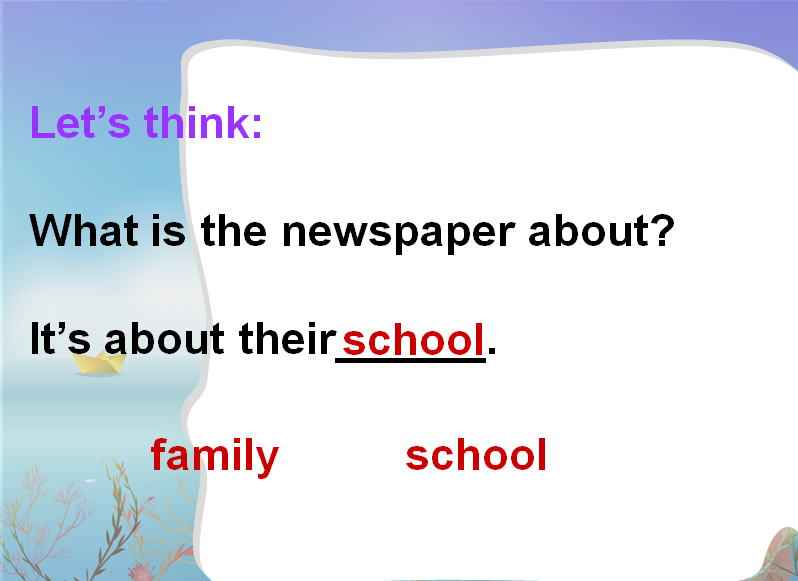 Let’s think:
What is the newspaper about?
It’s about their school.
family school